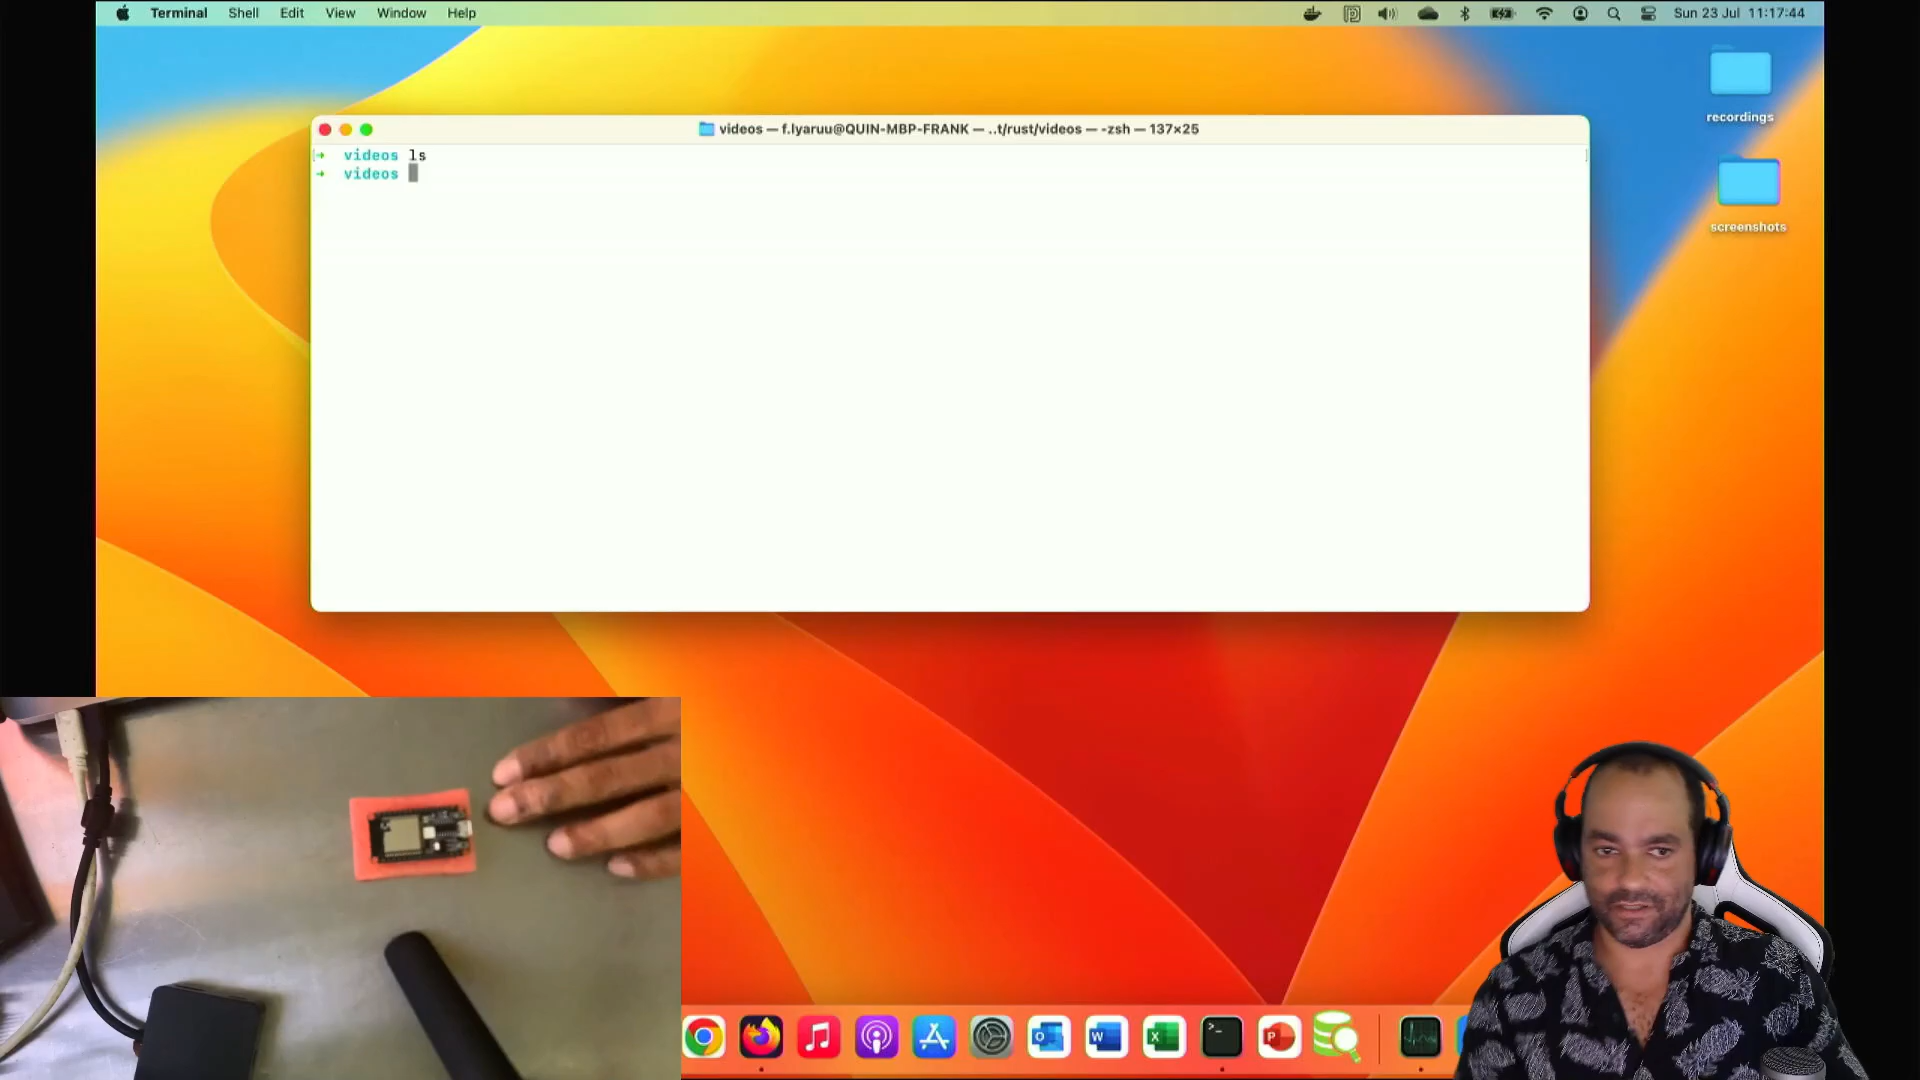 Terminal Shell Edit View Window Help Sun 23 Jul 11:17:44
recordings
screenshots
videos — f.lyaruu@QUIN-MBP-FRANK — ..t/rust/videos — -zsh — 137×25
[➜ videos ls ]
➜ videos